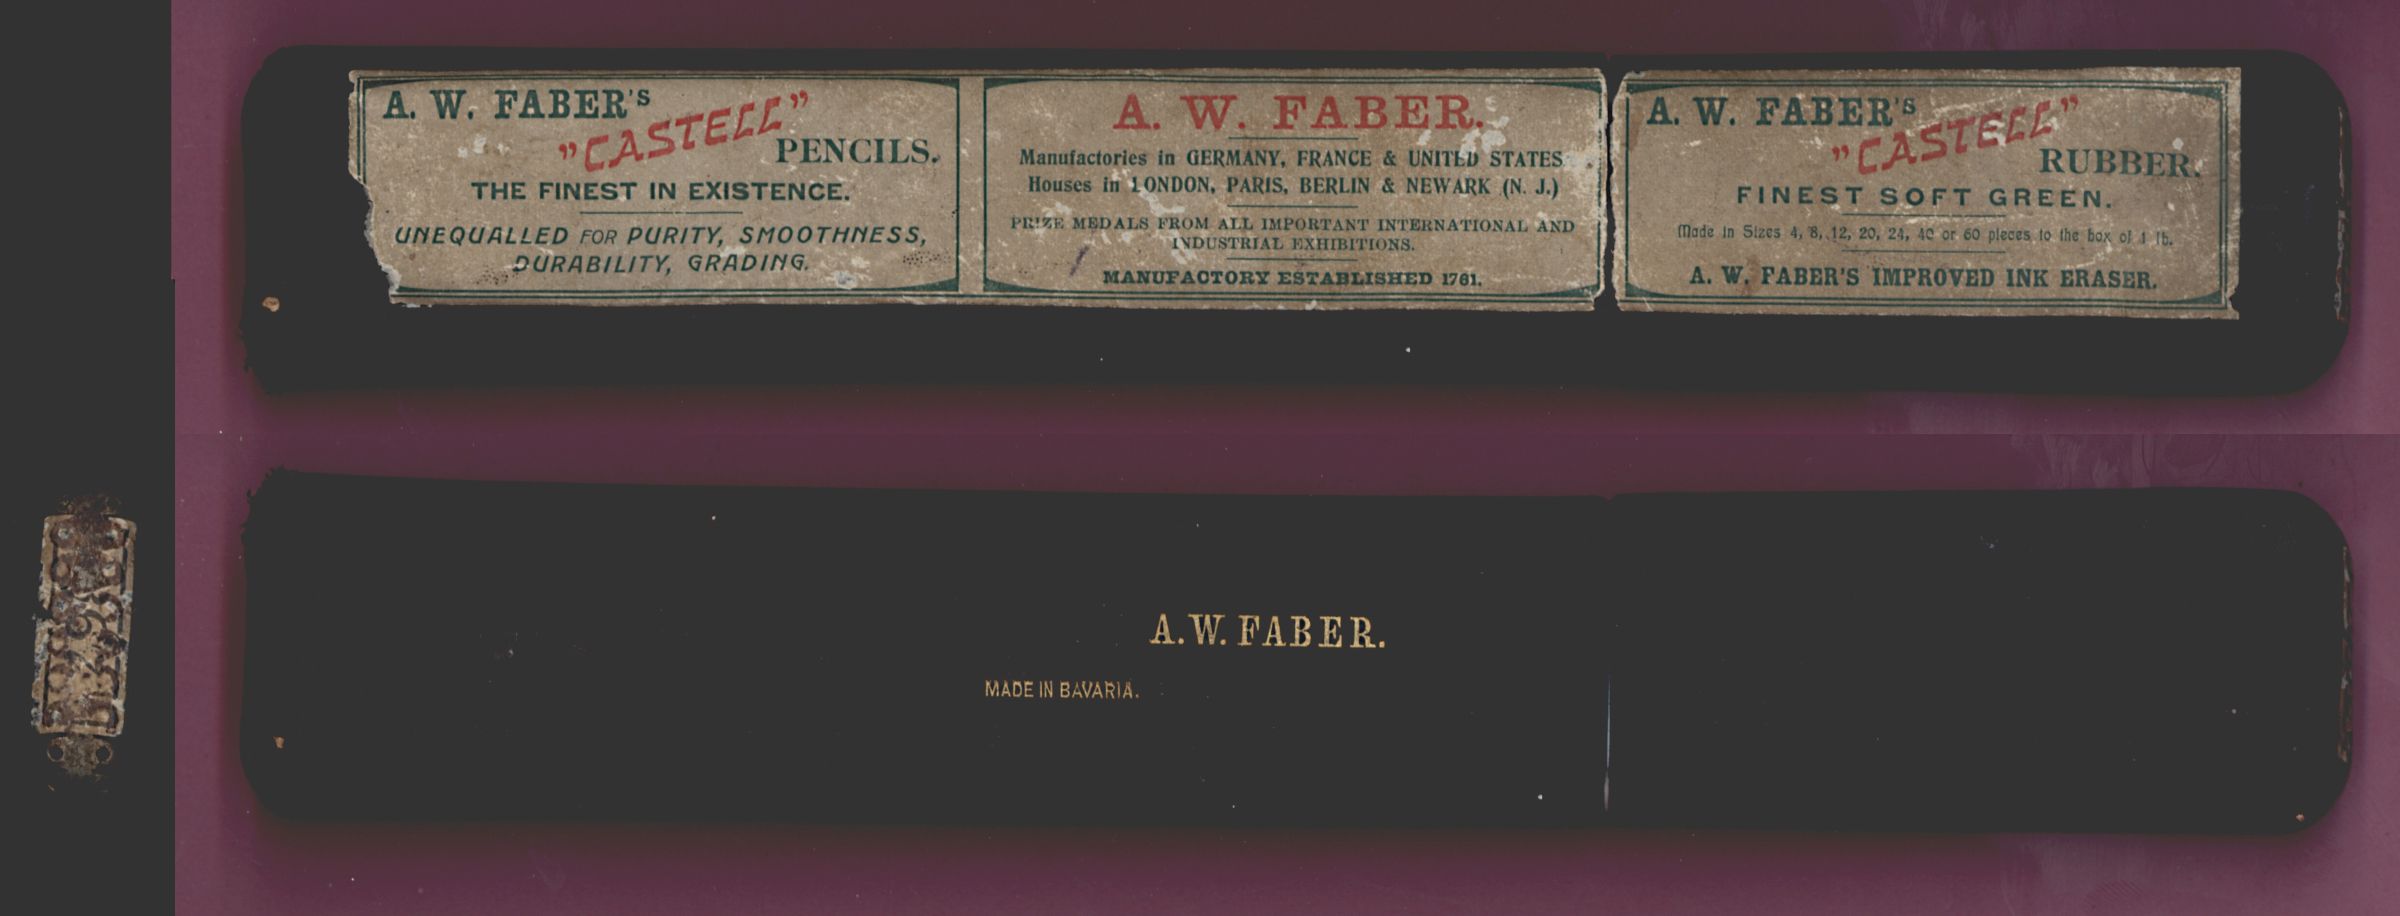 A. W. FABER'S
"CASTELL"
PENCILS.
THE FINEST IN EXISTENCE.
UNEQUALLED FOR PURITY, SMOOTHNESS,
DURABILITY, GRADING.
A. W. FABER.
Manufactories in GERMANY, FRANCE & UNITED STATES
Houses in LONDON, PARIS, BERLIN & NEWARK (N. J.)
PRIZE MEDALS FROM ALL IMPORTANT INTERNATIONAL AND
INDUSTRIAL EXHIBITIONS.
MANUFACTORY ESTABLISHED 1761.
A. W. FABER'S
"CASTELL"
RUBBER.
FINEST SOFT GREEN.
Made in Sizes 4, 8, 12, 20, 24, 40 or 60 pieces to the box of 1 lb.
A. W. FABER'S IMPROVED INK ERASER.
A.W. FABER.
MADE IN BAVARIA.